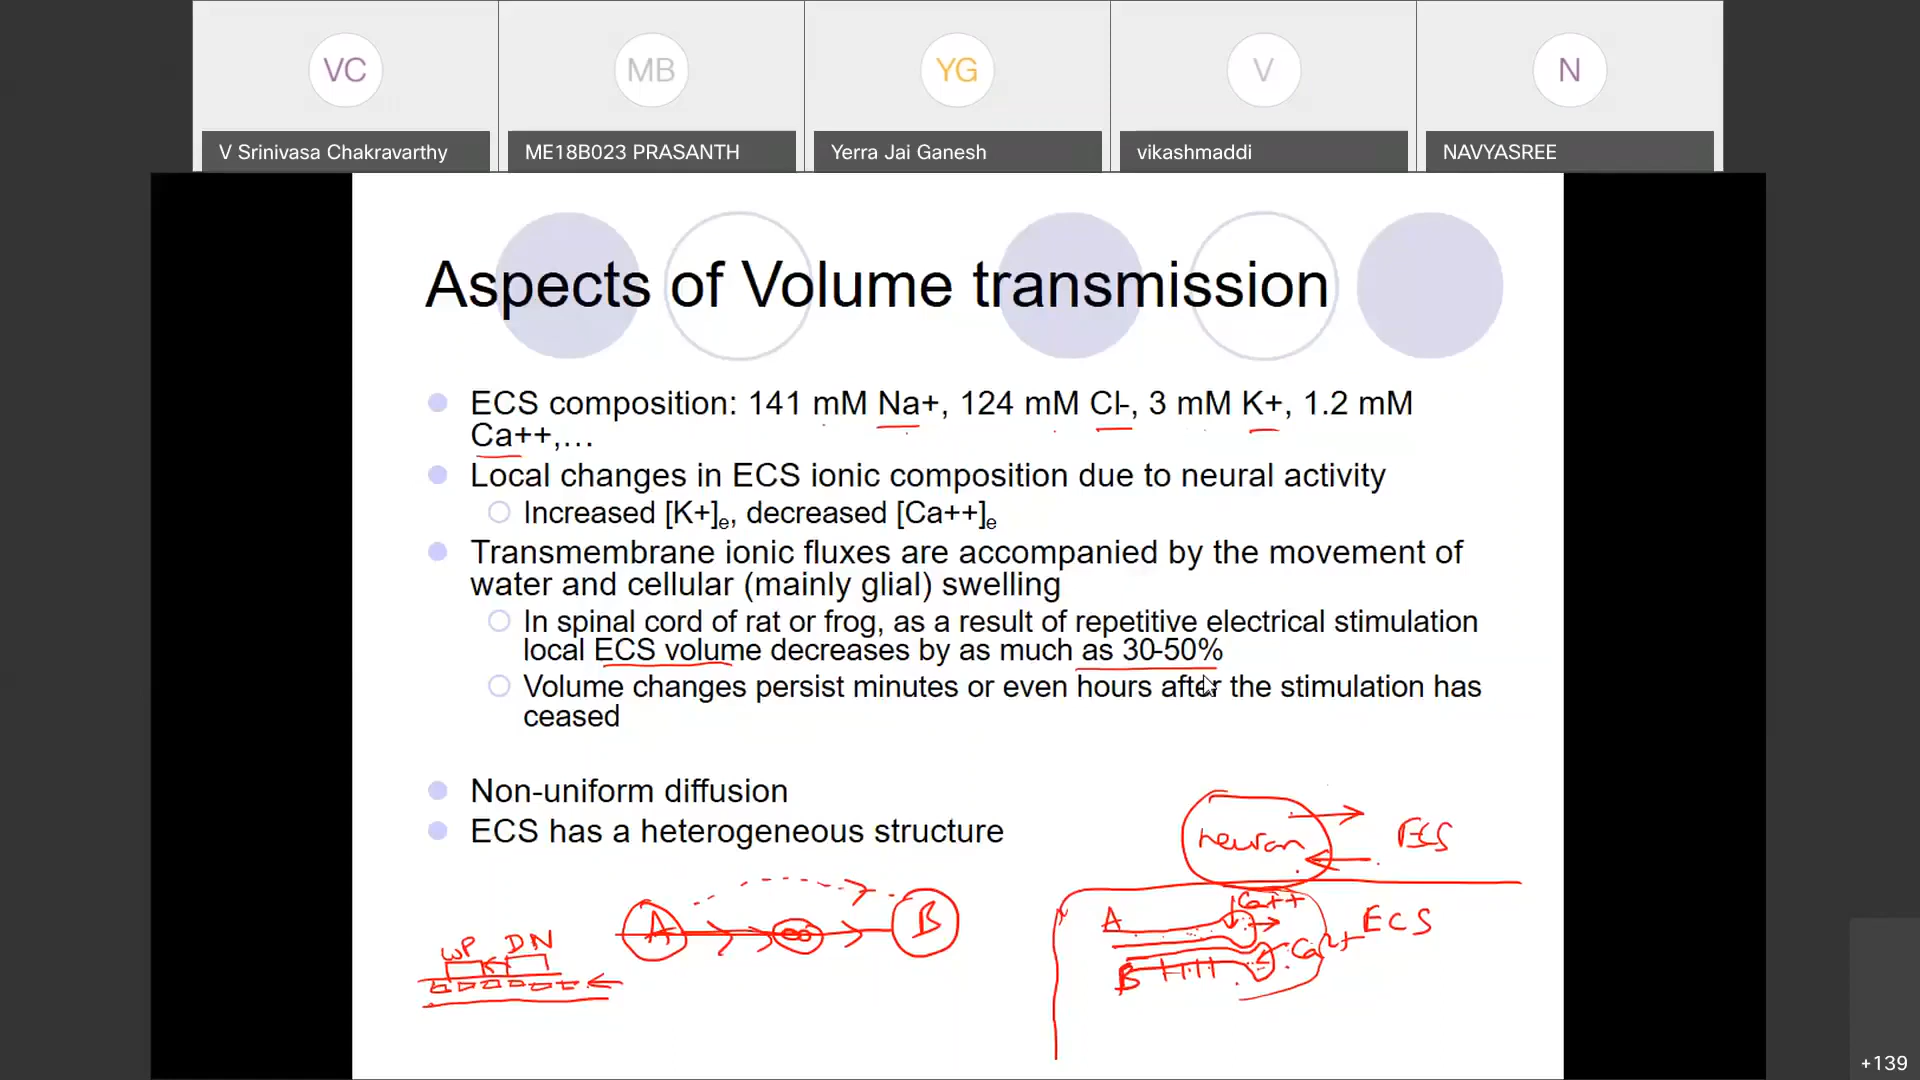 VC
MB
YG
V
N
V Srinivasa Chakravarthy
ME18B023 PRASANTH
Yerra Jai Ganesh
vikashmaddi
NAVYASREE
Aspects of Volume transmission
ECS composition: 141 mM Na+, 124 mM Cl-, 3 mM K+, 1.2 mM
Ca++,…
Local changes in ECS ionic composition due to neural activity
Increased [K+]e, decreased [Ca++]e
Transmembrane ionic fluxes are accompanied by the movement of
water and cellular (mainly glial) swelling
In spinal cord of rat or frog, as a result of repetitive electrical stimulation
local ECS volume decreases by as much as 30-50%
Volume changes persist minutes or even hours after the stimulation has
ceased
Non-uniform diffusion
ECS has a heterogeneous structure
neuron
ECS
A
B
WP
DN
A
Ca++
ECS
B
Ca2+
+139